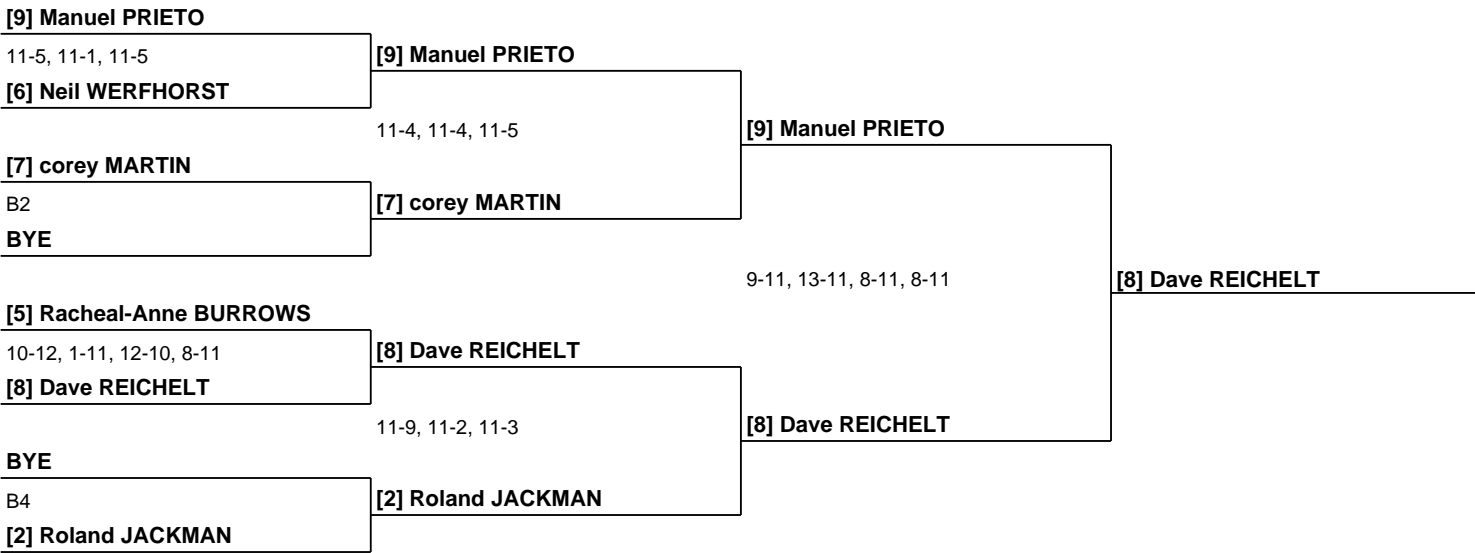 [9] Manuel PRIETO
11-5, 11-1, 11-5
[6] Neil WERFHORST
[7] corey MARTIN
B2
BYE
[5] Racheal-Anne BURROWS
10-12, 1-11, 12-10, 8-11
[8] Dave REICHELT
BYE
B4
[2] Roland JACKMAN
[9] Manuel PRIETO
11-4, 11-4, 11-5
[7] corey MARTIN
[8] Dave REICHELT
11-9, 11-2, 11-3
[2] Roland JACKMAN
[9] Manuel PRIETO
9-11, 13-11, 8-11, 8-11
[8] Dave REICHELT
[8] Dave REICHELT